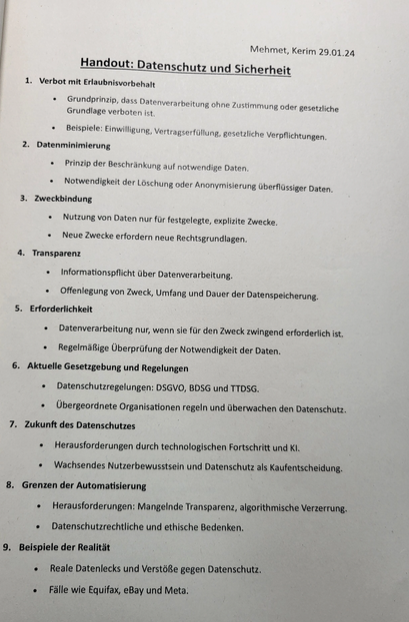 Mehmet, Kerim 29.01.24
Handout: Datenschutz und Sicherheit
1. Verbot mit Erlaubnisvorbehalt
• Grundprinzip, dass Datenverarbeitung ohne Zustimmung oder gesetzliche
Grundlage verboten ist.
• Beispiele: Einwilligung, Vertragserfüllung, gesetzliche Verpflichtungen.
2. Datenminimierung
• Prinzip der Beschränkung auf notwendige Daten.
• Notwendigkeit der Löschung oder Anonymisierung überflüssiger Daten.
3. Zweckbindung
• Nutzung von Daten nur für festgelegte, explizite Zwecke.
• Neue Zwecke erfordern neue Rechtsgrundlagen.
4. Transparenz
• Informationspflicht über Datenverarbeitung.
• Offenlegung von Zweck, Umfang und Dauer der Datenspeicherung.
5. Erforderlichkeit
• Datenverarbeitung nur, wenn sie für den Zweck zwingend erforderlich ist.
• Regelmäßige Überprüfung der Notwendigkeit der Daten.
6. Aktuelle Gesetzgebung und Regelungen
• Datenschutzregelungen: DSGVO, BDSG und TTDSG.
• Übergeordnete Organisationen regeln und überwachen den Datenschutz.
7. Zukunft des Datenschutzes
• Herausforderungen durch technologischen Fortschritt und KI.
• Wachsendes Nutzerbewusstsein und Datenschutz als Kaufentscheidung.
8. Grenzen der Automatisierung
• Herausforderungen: Mangelnde Transparenz, algorithmische Verzerrung.
• Datenschutzrechtliche und ethische Bedenken.
9. Beispiele der Realität
• Reale Datenlecks und Verstöße gegen Datenschutz.
• Fälle wie Equifax, eBay und Meta.